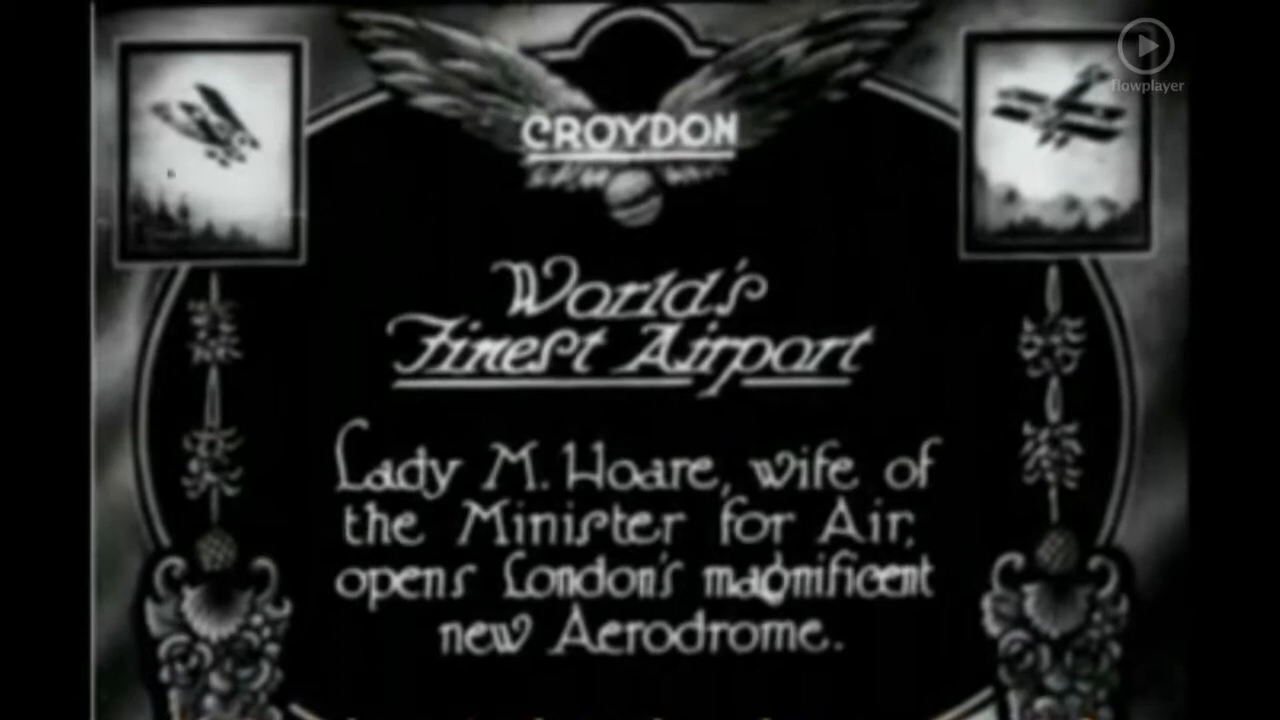 flowplayer
CROYDON
World's
Finest Airport
Lady M. Hoare, wife of
the Minister for Air,
opens London's magnificent
new Aerodrome.